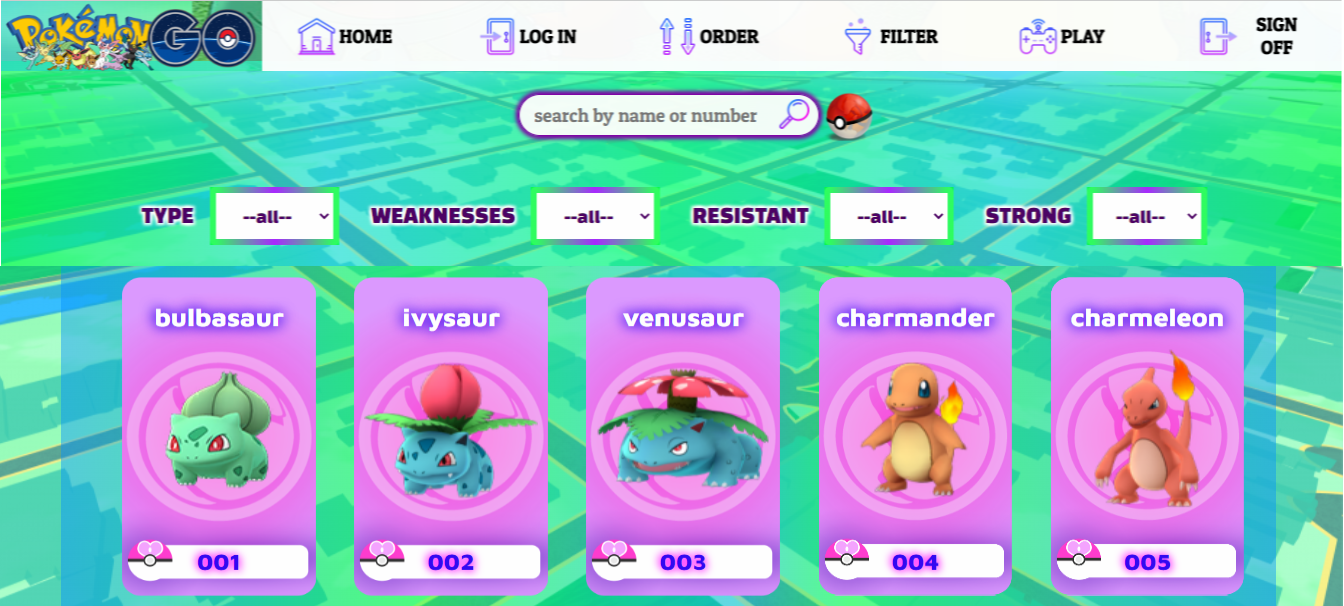 Pokémon GO
HOME
LOG IN
ORDER
FILTER
PLAY
SIGN
OFF
search by name or number
TYPE
--all--
WEAKNESSES
--all--
RESISTANT
--all--
STRONG
--all--
bulbasaur
ivysaur
venusaur
charmander
charmeleon
001
002
003
004
005